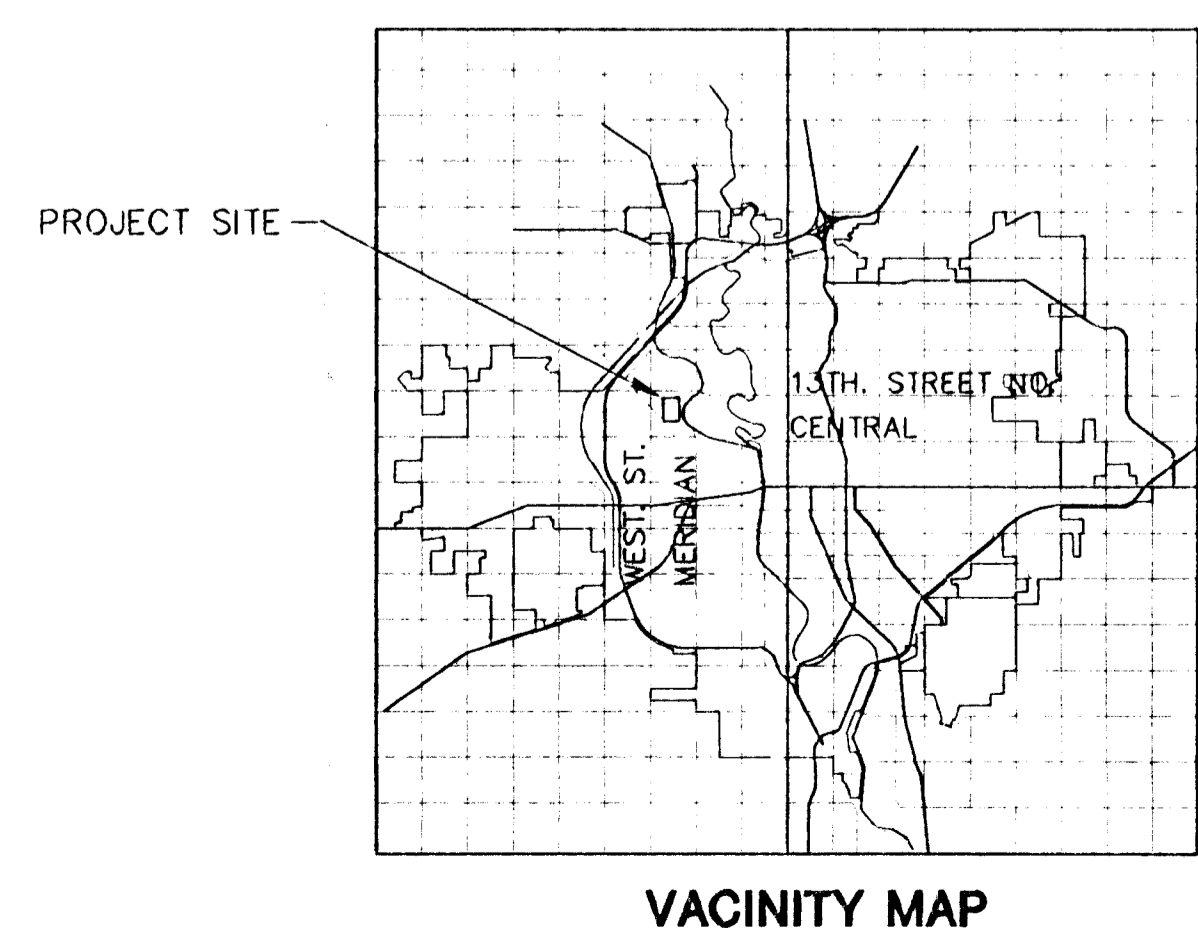 PROJECT SITE
13TH. STREET NO.
CENTRAL
WEST. ST.
MERIDIAN
VACINITY MAP